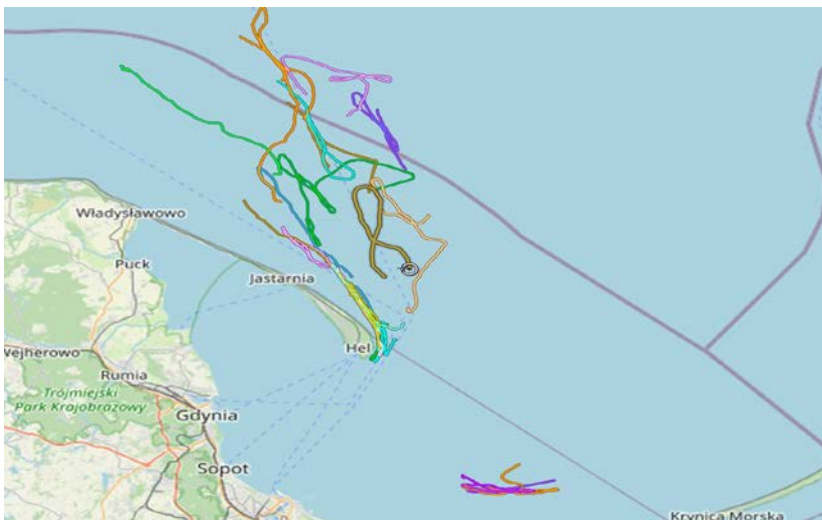 Władysławowo
Puck
Jastarnia
Hel
Wejherowo
Rumia
Trójmiejski
Park Krajobrazowy
Gdynia
Sopot
Krynica Morska